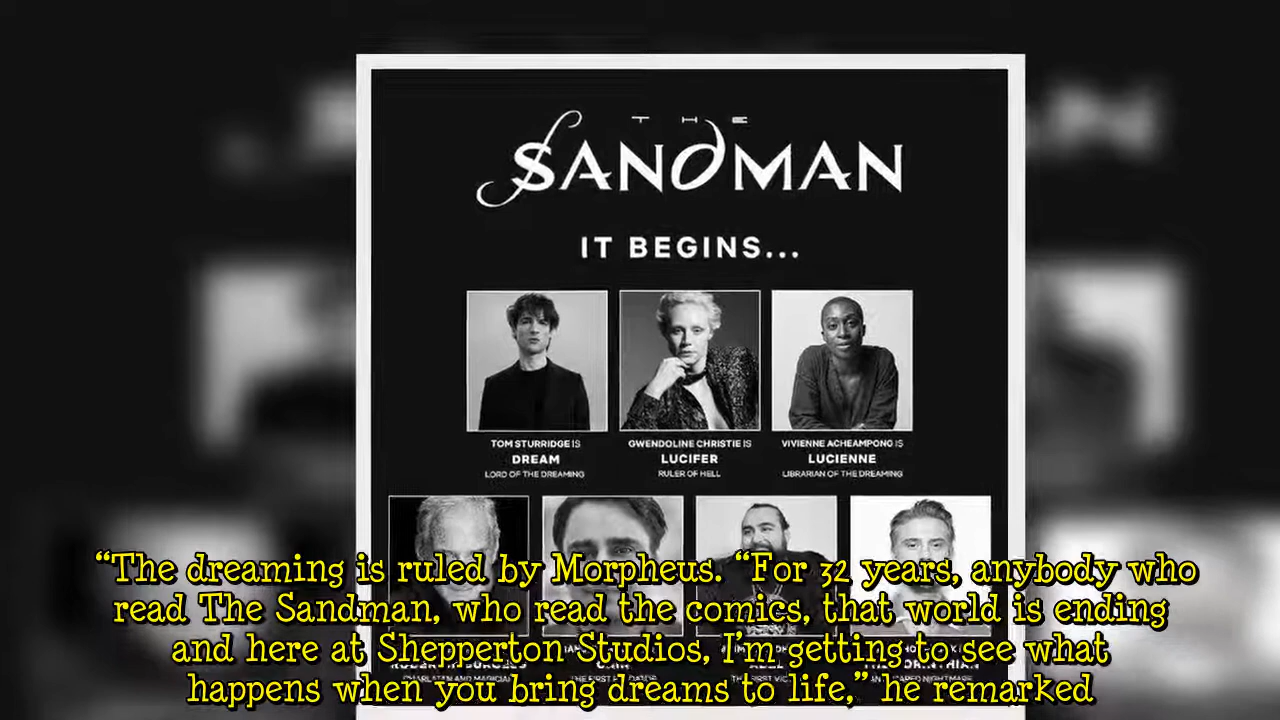 THE
SANDMAN
IT BEGINS...
TOM STURRIDGE IS
DREAM
LORD OF THE DREAMING
GWENDOLINE CHRISTIE IS
LUCIFER
RULER OF HELL
VIVIENNE ACHEAMPONG IS
LUCIENNE
LIBRARIAN OF THE DREAMING
“The dreaming is ruled by Morpheus. “For 32 years, anybody who
read The Sandman, who read the comics, that world is ending
and here at Shepperton Studios, I'm getting to see what
happens when you bring dreams to life,” he remarked